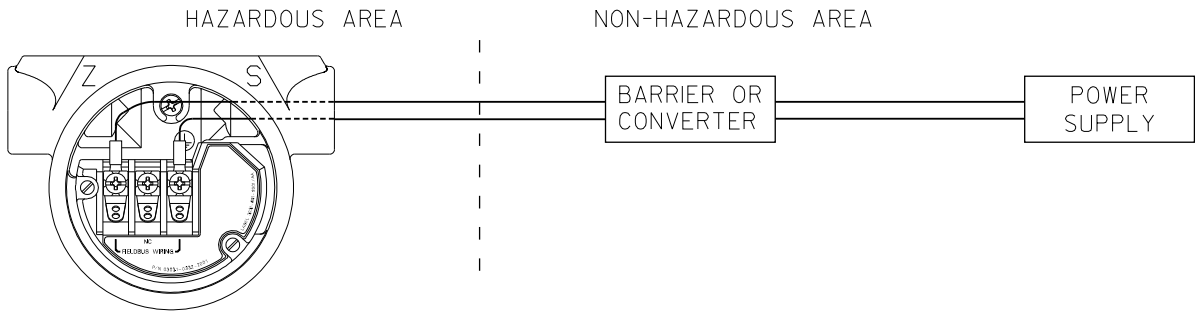 HAZARDOUS AREA
NON-HAZARDOUS AREA
Z S
BARRIER OR
CONVERTER
POWER
SUPPLY
NC
FIELDBUS WIRING